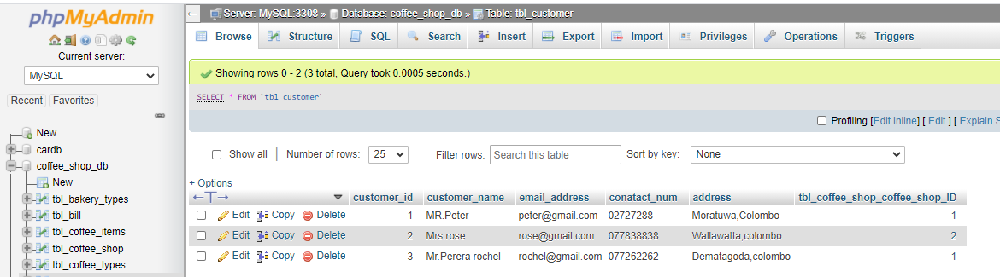 phpMyAdmin
Current server:
MySQL
Recent Favorites
New
cardb
coffee_shop_db
New
tbl_bakery_types
tbl_bill
tbl_coffee_items
tbl_coffee_shop
tbl_coffee_types
Server: MySQL:3308 » Database: coffee_shop_db » Table: tbl_customer
Browse Structure SQL Search Insert Export Import Privileges Operations Triggers
Showing rows 0 - 2 (3 total, Query took 0.0005 seconds.)
SELECT * FROM `tbl_customer`
Profiling [Edit inline] [ Edit ] [ Explain S
Show all | Number of rows: 25 Filter rows: Search this table Sort by key: None
+ Options
←T→ customer_id customer_name email_address conatact_num address tbl_coffee_shop_coffee_shop_ID
Edit Copy Delete 1 MR.Peter peter@gmail.com 02727288 Moratuwa,Colombo 1
Edit Copy Delete 2 Mrs.rose rose@gmail.com 077838838 Wallawatta,colombo 2
Edit Copy Delete 3 Mr.Perera rochel rochel@gmail.com 077262262 Dematagoda,colombo 1